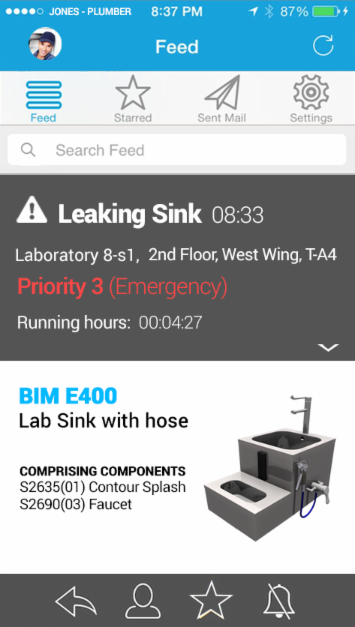 JONES - PLUMBER 8:37 PM 87%
Feed
Feed Starred Sent Mail Settings
Search Feed
Leaking Sink 08:33
Laboratory 8-s1, 2nd Floor, West Wing, T-A4
Priority 3 (Emergency)
Running hours: 00:04:27
BIM E400
Lab Sink with hose
COMPRISING COMPONENTS
S2635(01) Contour Splash
S2690(03) Faucet